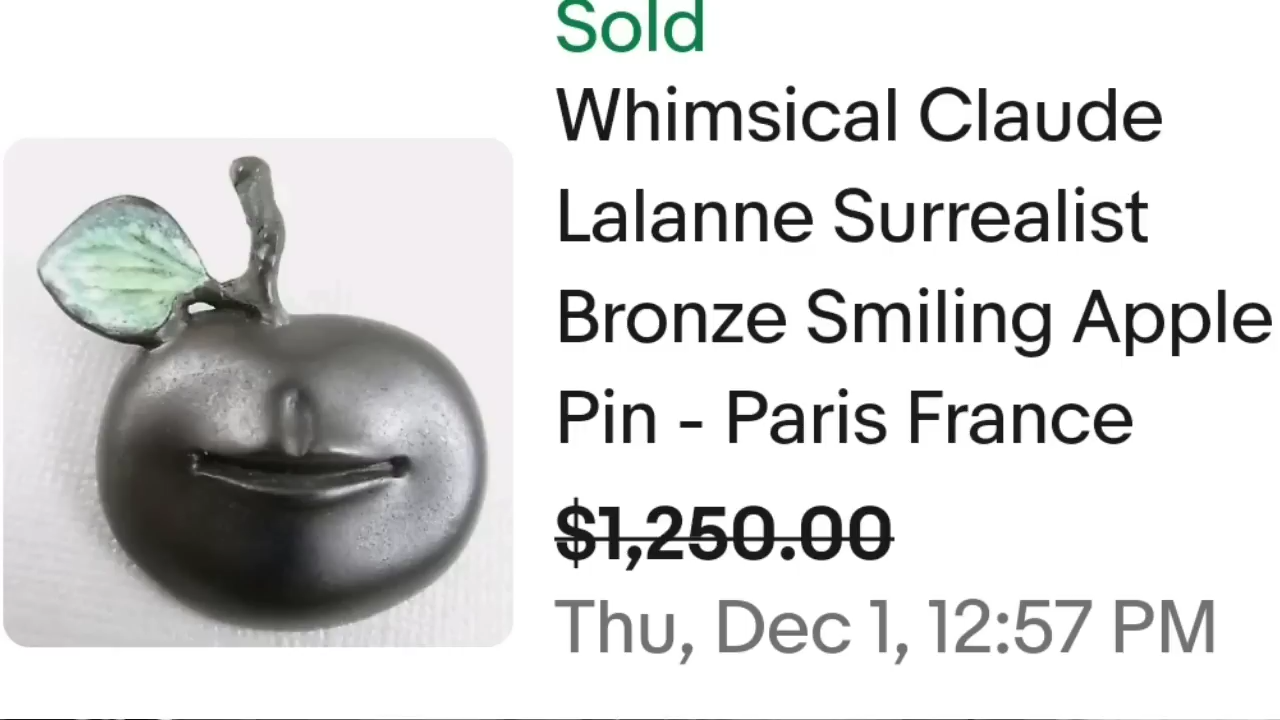 Sold
Whimsical Claude
Lalanne Surrealist
Bronze Smiling Apple
Pin - Paris France
$1,250.00
Thu, Dec 1, 12:57 PM